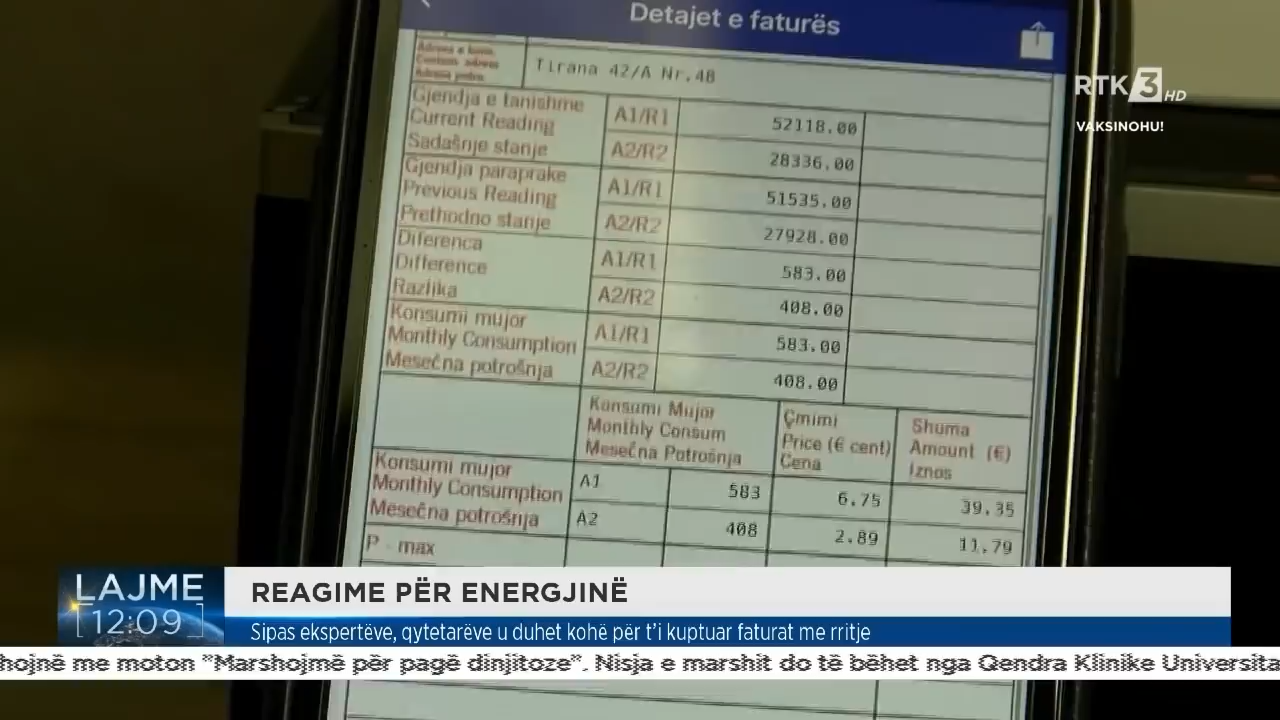 Detajet e faturës
Tirana 42/A Nr.48
Gjendja e tanishme
Current Reading
Sadašnje stanje
A1/R1 52118.00
A2/R2 28336.00
Gjendja paraprake
Previous Reading
Prethodno stanje
A1/R1 51535.00
A2/R2 27928.00
Diferenca
Difference
Razlika
A1/R1 583.00
A2/R2 408.00
Konsumi mujor
Monthly Consumption
Mesečna potrošnja
A1/R1 583.00
A2/R2 408.00
Konsumi Mujor
Monthly Consum
Mesečna Potrošnja
Çmimi
Price (€ cent)
Cena
Shuma
Amount (€)
Iznos
Konsumi mujor
Monthly Consumption
Mesečna potrošnja
A1 583 6.75 39.35
A2 408 2.89 11.79
P - max
RTK 3 HD
VAKSINOHU!
LAJME
12:09
REAGIME PËR ENERGJINË
Sipas ekspertëve, qytetarëve u duhet kohë për t'i kuptuar faturat me rritje
hojnë me moton "Marshojmë për pagë dinjitoze". Nisja e marshit do të bëhet nga Qendra Klinike Universita